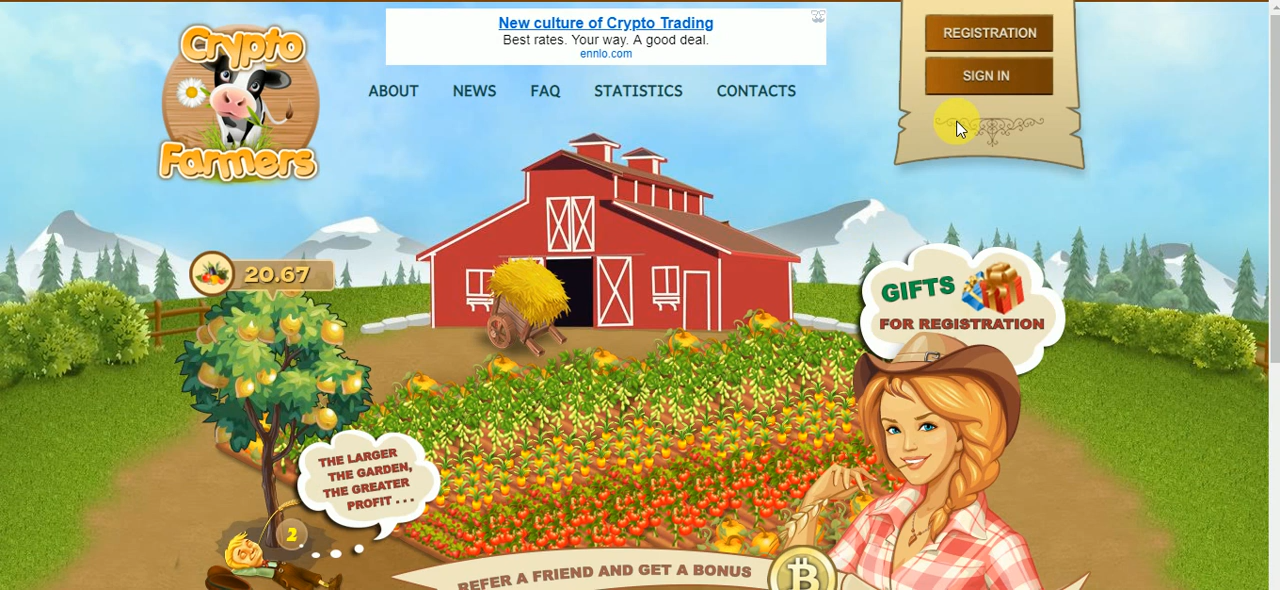 Crypto
Farmers
New culture of Crypto Trading
Best rates. Your way. A good deal.
ennlo.com
ABOUT NEWS FAQ STATISTICS CONTACTS
REGISTRATION
SIGN IN
20.67
GIFTS
FOR REGISTRATION
THE LARGER
THE GARDEN,
THE GREATER
PROFIT . . .
2
REFER A FRIEND AND GET A BONUS